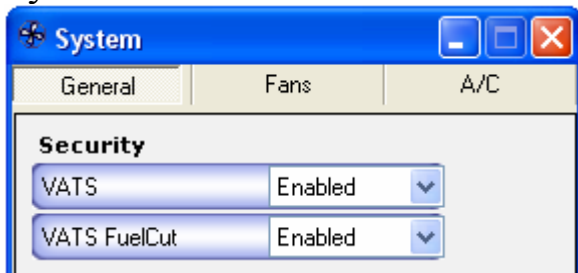 System
General Fans A/C
Security
VATS Enabled
VATS FuelCut Enabled